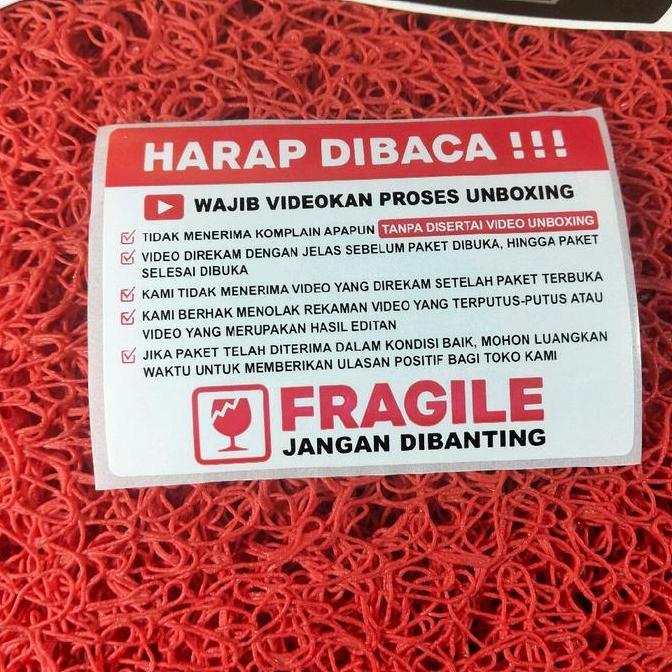 HARAP DIBACA !!!
WAJIB VIDEOKAN PROSES UNBOXING
TIDAK MENERIMA KOMPLAIN APAPUN TANPA DISERTAI VIDEO UNBOXING
VIDEO DIREKAM DENGAN JELAS SEBELUM PAKET DIBUKA, HINGGA PAKET
SELESAI DIBUKA
KAMI TIDAK MENERIMA VIDEO YANG DIREKAM SETELAH PAKET TERBUKA
KAMI BERHAK MENOLAK REKAMAN VIDEO YANG TERPUTUS-PUTUS ATAU
VIDEO YANG MERUPAKAN HASIL EDITAN
JIKA PAKET TELAH DITERIMA DALAM KONDISI BAIK, MOHON LUANGKAN
WAKTU UNTUK MEMBERIKAN ULASAN POSITIF BAGI TOKO KAMI
FRAGILE
JANGAN DIBANTING